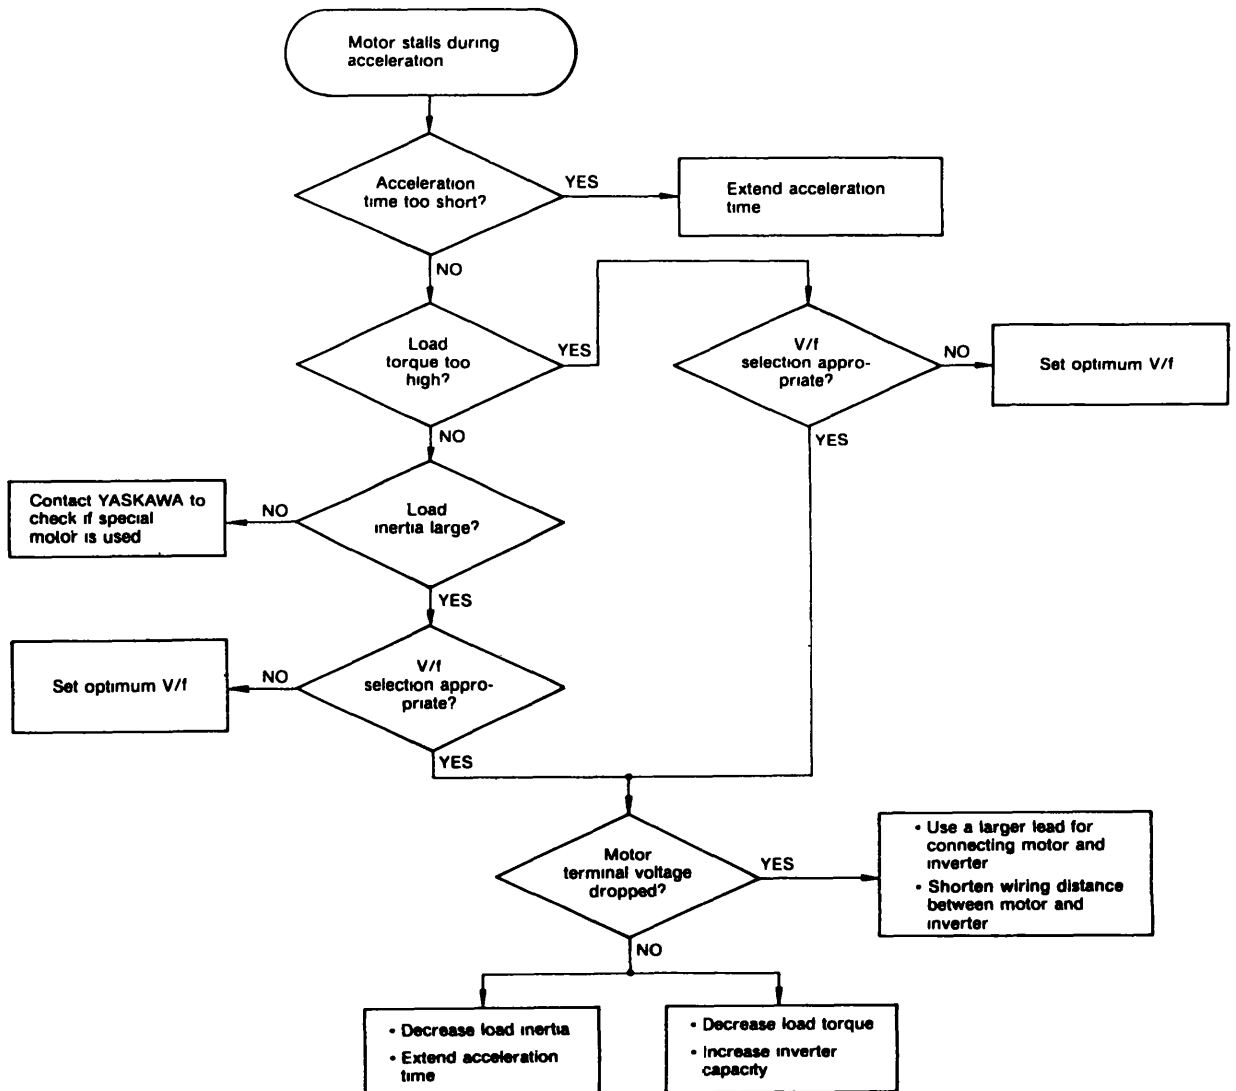 Motor stalls during
acceleration
Acceleration
time too short?
YES
Extend acceleration
time
NO
Load
torque too
high?
YES
V/f
selection appro-
priate?
NO
Set optimum V/f
YES
NO
Contact YASKAWA to
check if special
motor is used
NO
Load
inertia large?
YES
Set optimum V/f
NO
V/f
selection appro-
priate?
YES
Motor
terminal voltage
dropped?
YES
• Use a larger lead for
connecting motor and
inverter
• Shorten wiring distance
between motor and
inverter
NO
• Decrease load inertia
• Extend acceleration
time
• Decrease load torque
• Increase inverter
capacity